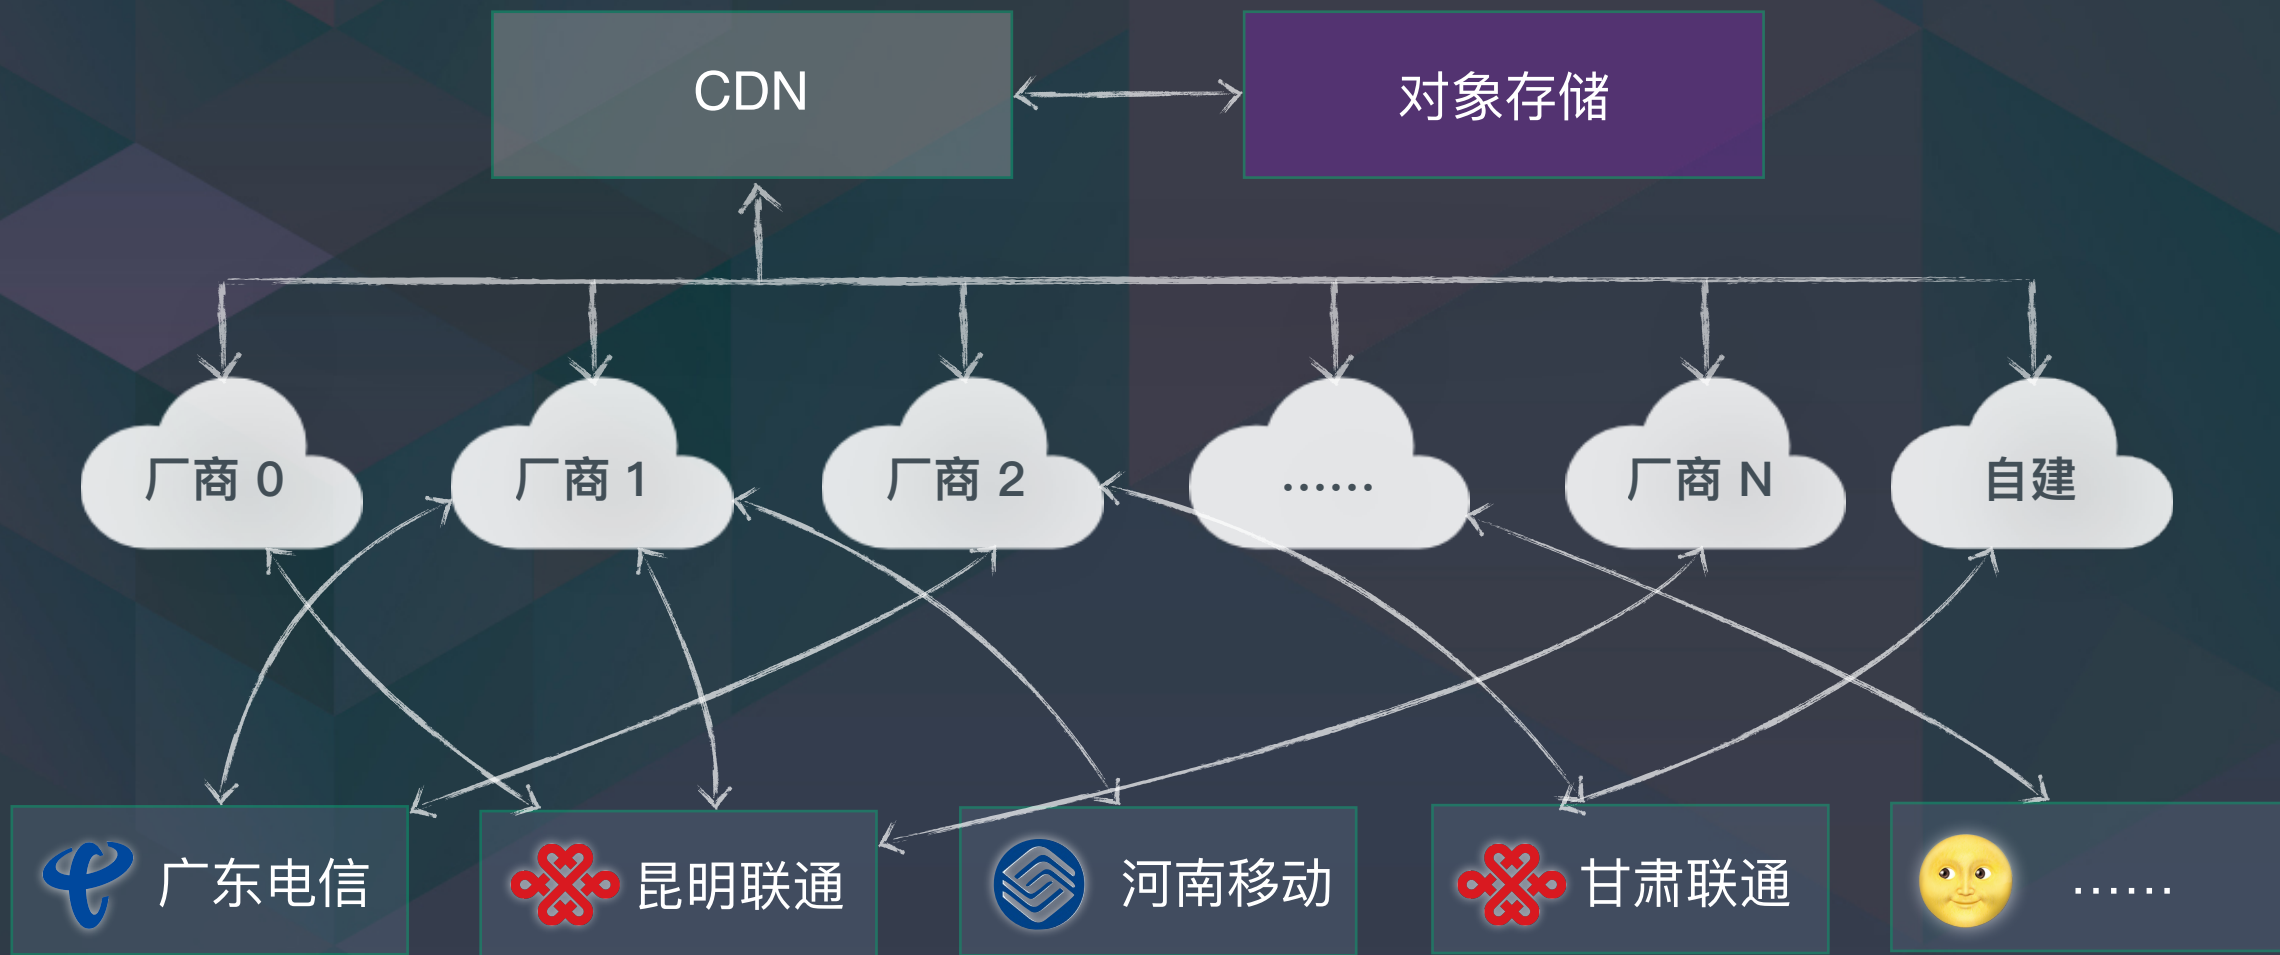 CDN
对象存储
厂商 0
厂商 1
厂商 2
……
厂商 N
自建
广东电信
昆明联通
河南移动
甘肃联通
……